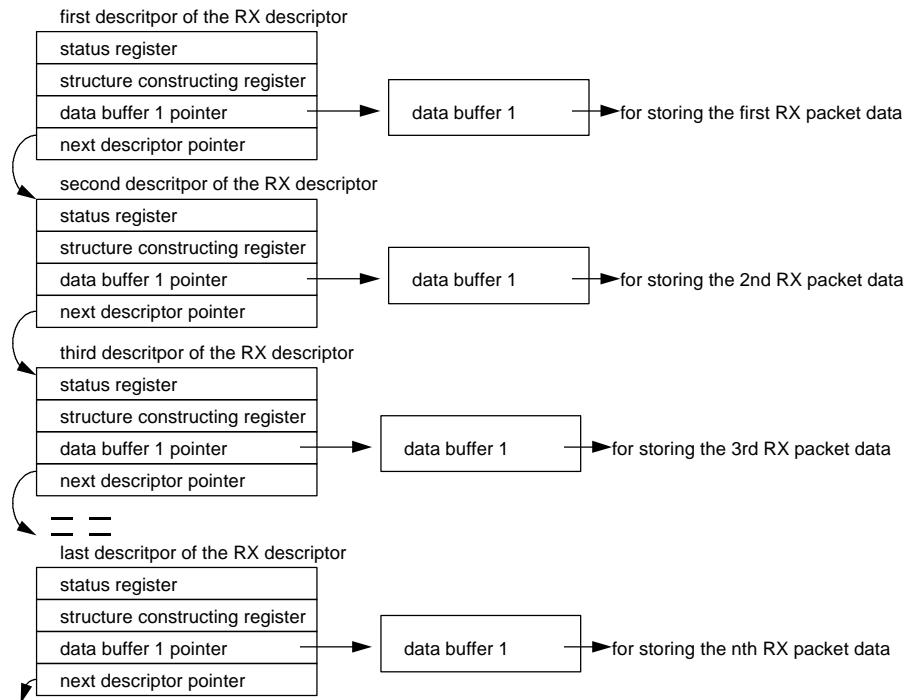 first descritpor of the RX descriptor
status register
structure constructing register
data buffer 1 pointer
data buffer 1
for storing the first RX packet data
next descriptor pointer
second descritpor of the RX descriptor
status register
structure constructing register
data buffer 1 pointer
data buffer 1
for storing the 2nd RX packet data
next descriptor pointer
third descritpor of the RX descriptor
status register
structure constructing register
data buffer 1 pointer
data buffer 1
for storing the 3rd RX packet data
next descriptor pointer
last descritpor of the RX descriptor
status register
structure constructing register
data buffer 1 pointer
data buffer 1
for storing the nth RX packet data
next descriptor pointer